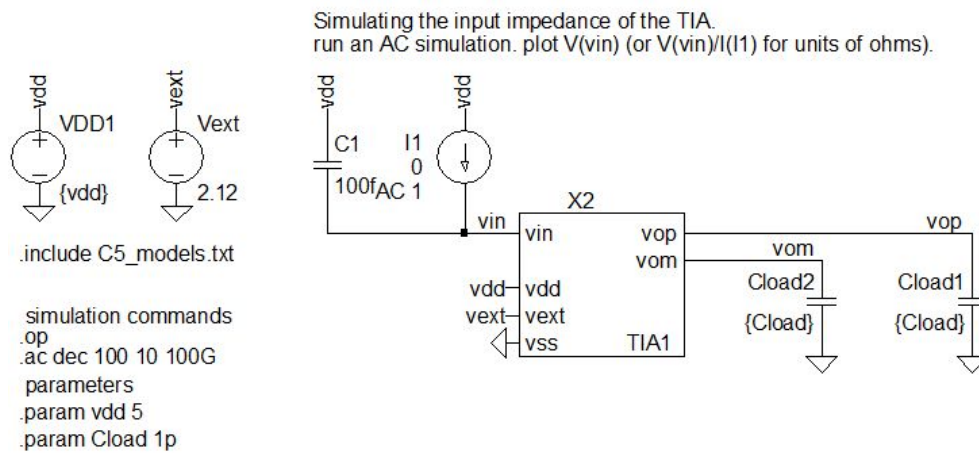 Simulating the input impedance of the TIA.
run an AC simulation. plot V(vin) (or V(vin)/I(I1) for units of ohms).
vdd
VDD1
{vdd}
vext
Vext
2.12
vdd
C1
100f
vdd
I1
0
AC 1
vin
X2
vin
vop
vom
vdd
vdd
vext
vext
vss
TIA1
vop
vom
Cload2
{Cload}
Cload1
{Cload}
.include C5_models.txt
simulation commands
.op
.ac dec 100 10 100G
parameters
.param vdd 5
.param Cload 1p